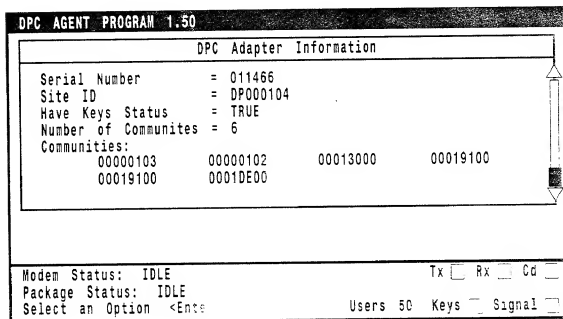 DPC AGENT PROGRAM 1.50
DPC Adapter Information
Serial Number = 011466
Site ID = DP000104
Have Keys Status = TRUE
Number of Communites = 6
Communities:
00000103 00000102 00013000 00019100
00019100 0001DE00
Modem Status: IDLE Tx Rx Cd
Package Status: IDLE
Select an Option <Ente Users 50 Keys Signal